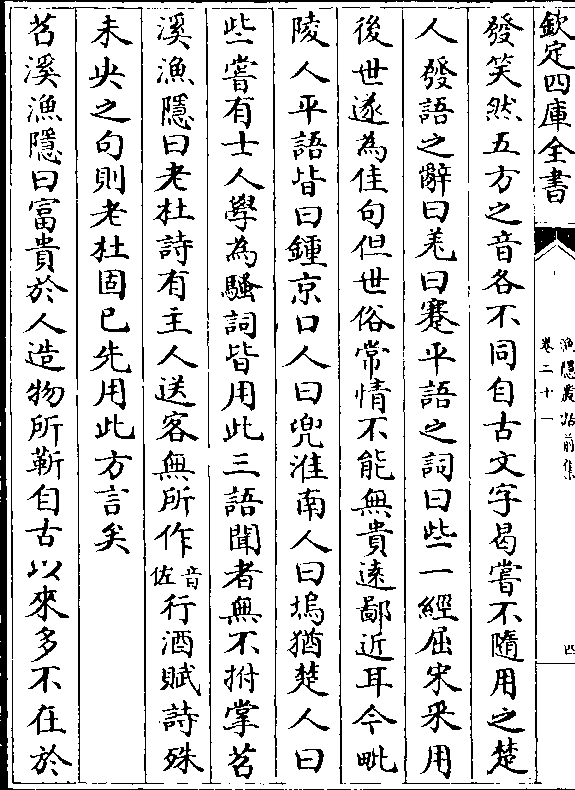 欽定四庫全書
漁隱叢話前集
卷二十一
四
發笑然五方之音各不同自古文字曷嘗不隨用之楚
人發語之辭曰羌曰蹇平語之詞曰些一經屈宋采用
後世遂為佳句但世俗常情不能無貴逺鄙近耳今毗
陵人平語皆曰鍾京口人曰兜淮南人曰塢猶楚人曰
些嘗有士人學為騷詞皆用此三語聞者無不拊掌苕
溪漁隱曰老杜詩有主人送客無所作音佐行酒賦詩殊
未央之句則老杜固已先用此方言矣
苕溪漁隱曰富貴於人造物所靳自古以來多不在於